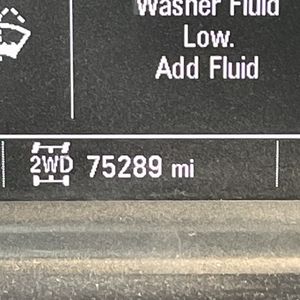 Washer Fluid
Low.
Add Fluid
2WD 75289 mi